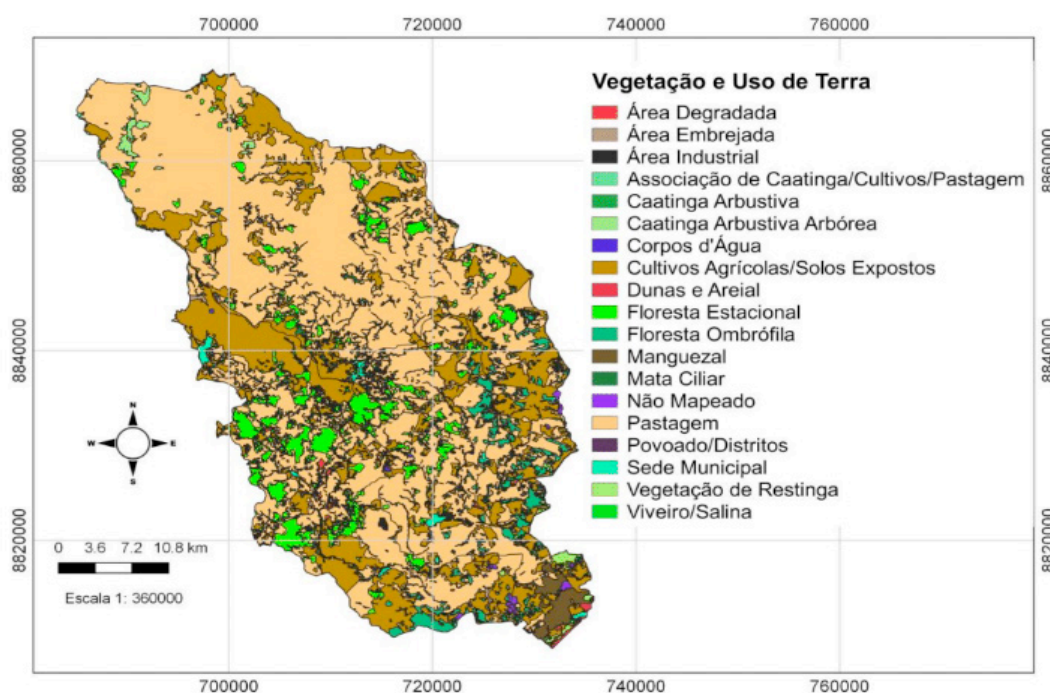 700000 720000 740000 760000
Vegetação e Uso de Terra
Área Degradada
Área Embrejada
Área Industrial
Associação de Caatinga/Cultivos/Pastagem
Caatinga Arbustiva
Caatinga Arbustiva Arbórea
Corpos d'Água
Cultivos Agrícolas/Solos Expostos
Dunas e Areial
Floresta Estacional
Floresta Ombrófila
Manguezal
Mata Ciliar
Não Mapeado
Pastagem
Povoado/Distritos
Sede Municipal
Vegetação de Restinga
Viveiro/Salina
8860000
8840000
8820000
8860000
8840000
8820000
N
W E
S
0 3.6 7.2 10.8 km
Escala 1: 360000
700000 720000 740000 760000